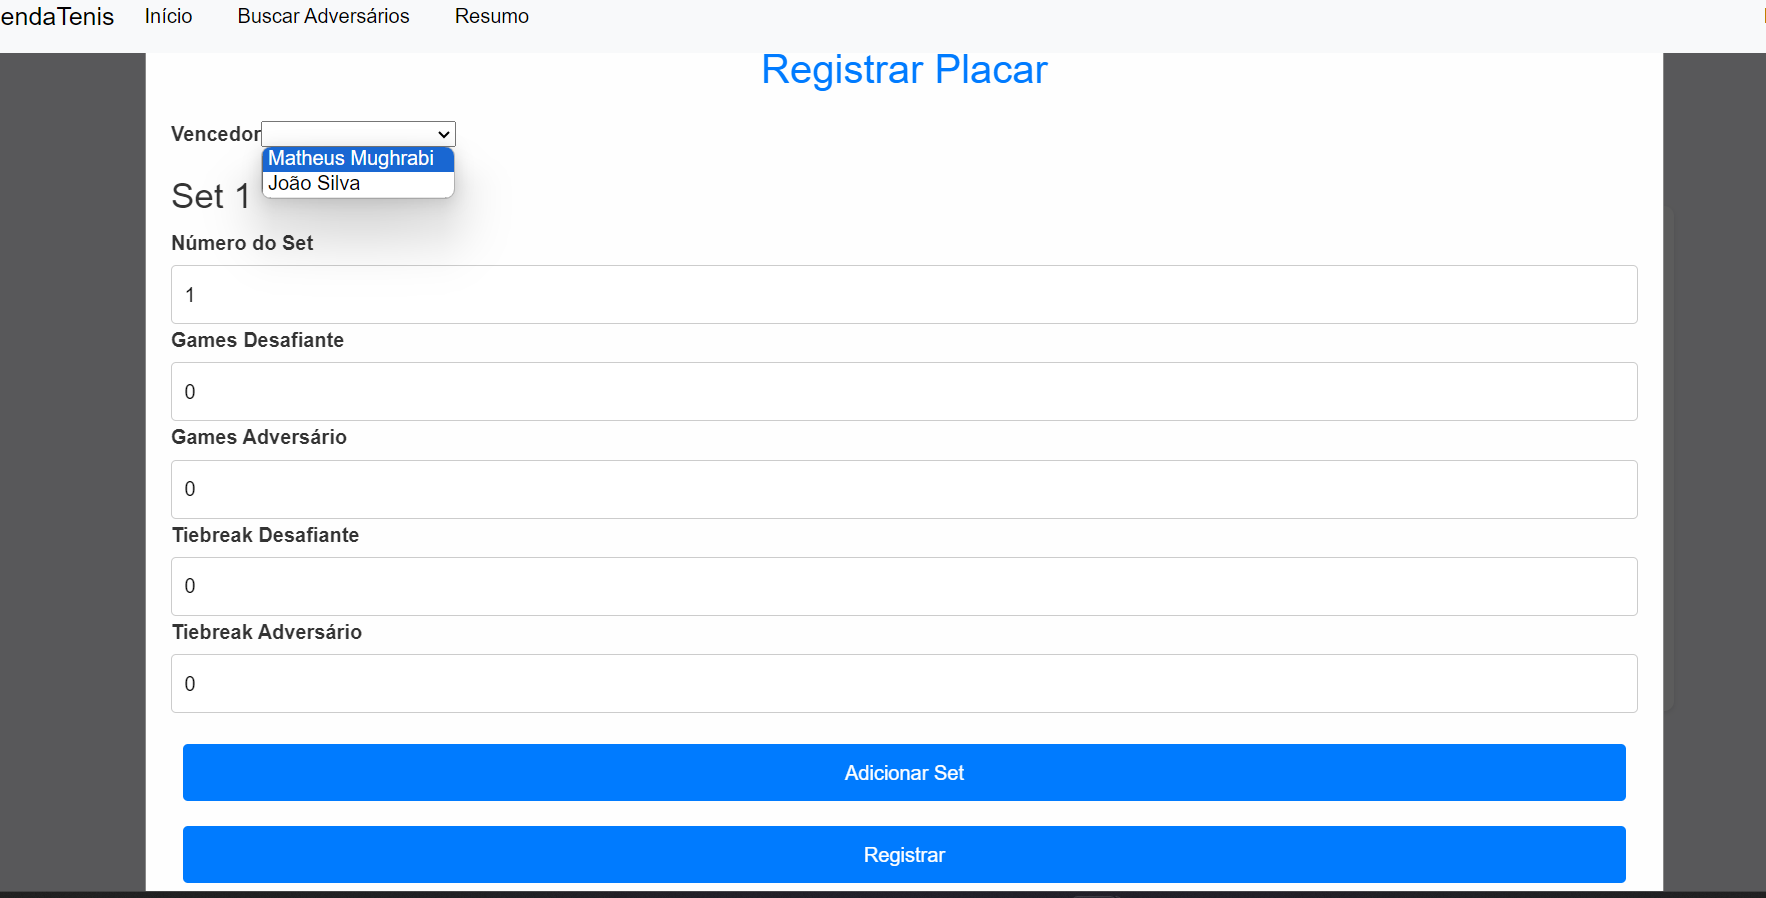 endaTenis Início Buscar Adversários Resumo
Registrar Placar
Vencedor
Matheus Mughrabi
João Silva
Set 1
Número do Set
1
Games Desafiante
0
Games Adversário
0
Tiebreak Desafiante
0
Tiebreak Adversário
0
Adicionar Set
Registrar